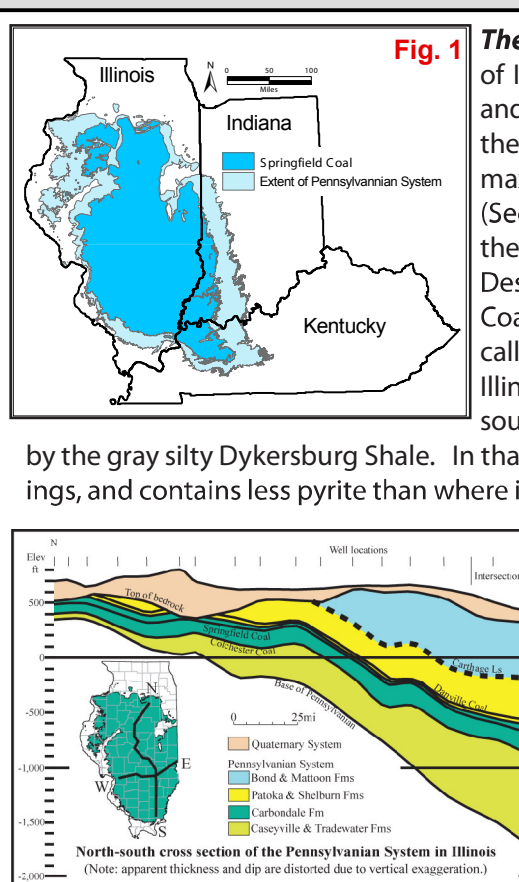 Fig. 1
N
0 50 100
Miles
Illinois
Indiana
Springfield Coal
Extent of Pennsylvannian System
Kentucky
The
of I
and
the
max
(Sec
the
Des
Coa
call
Illin
sou
by the gray silty Dykersburg Shale. In tha
ings, and contains less pyrite than where i
N
Elev
ft
Well locations
Intersection
500
0
-500
-1,000
-1,500
-2,000
Top of bedrock
Springfield Coal
Colchester Coal
Base of Pennsylvanian
Carthage Ls
Danville Coal
0 25mi
N
W
E
S
Quaternary System
Pennsylvanian System
Bond & Mattoon Fms
Patoka & Shelburn Fms
Carbondale Fm
Caseyville & Tradewater Fms
North-south cross section of the Pennsylvanian System in Illinois
(Note: apparent thickness and dip are distorted due to vertical exaggeration.)